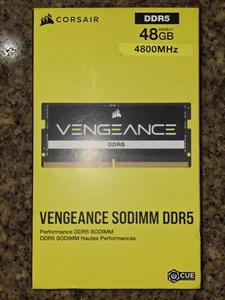 CORSAIR
DDR5
48GB
4800MHz
VENGEANCE
DDR5
VENGEANCE SODIMM DDR5
Performance DDR5 SODIMM
DDR5 SODIMM Hautes Performances
iCUE